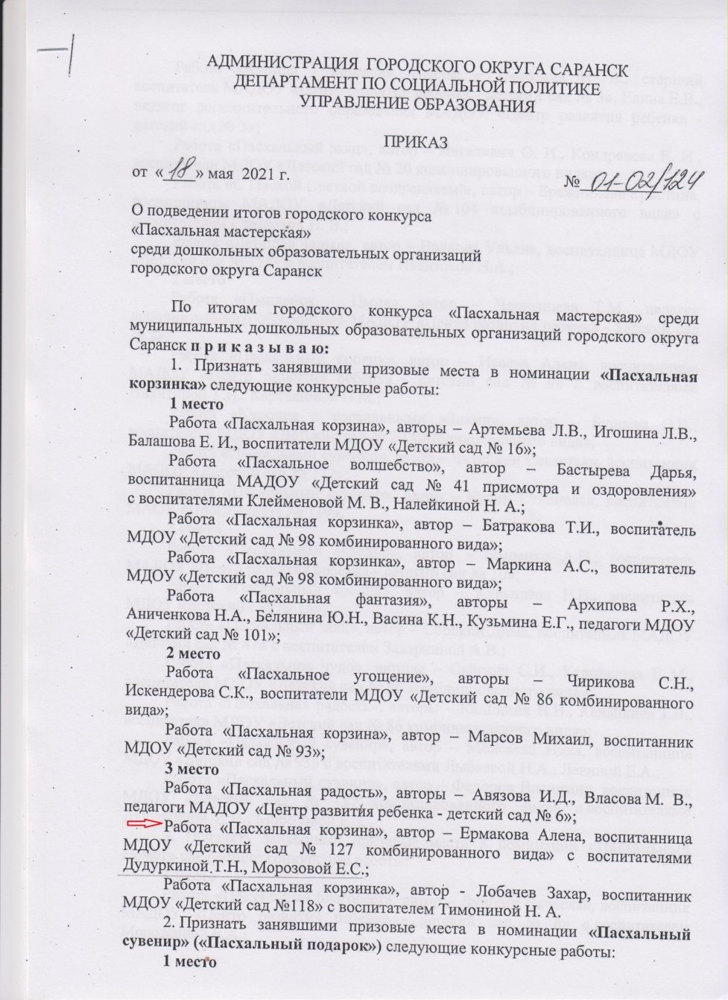 АДМИНИСТРАЦИЯ ГОРОДСКОГО ОКРУГА САРАНСК
ДЕПАРТАМЕНТ ПО СОЦИАЛЬНОЙ ПОЛИТИКЕ
УПРАВЛЕНИЕ ОБРАЗОВАНИЯ
ПРИКАЗ
от « 18 » мая 2021 г. № 01-02/124
О подведении итогов городского конкурса
«Пасхальная мастерская»
среди дошкольных образовательных организаций
городского округа Саранск
По итогам городского конкурса «Пасхальная мастерская» среди
муниципальных дошкольных образовательных организаций городского округа
Саранск п р и к а з ы в а ю:
1. Признать занявшими призовые места в номинации «Пасхальная
корзинка» следующие конкурсные работы:
1 место
Работа «Пасхальная корзина», авторы – Артемьева Л.В., Игошина Л.В.,
Балашова Е. И., воспитатели МДОУ «Детский сад № 16»;
Работа «Пасхальное волшебство», автор – Бастырева Дарья,
воспитанница МАДОУ «Детский сад № 41 присмотра и оздоровления»
с воспитателями Клейменовой М. В., Налейкиной Н. А.;
Работа «Пасхальная корзинка», автор – Батракова Т.И., воспитатель
МДОУ «Детский сад № 98 комбинированного вида»;
Работа «Пасхальная корзинка», автор – Маркина А.С., воспитатель
МДОУ «Детский сад № 98 комбинированного вида»;
Работа «Пасхальная фантазия», авторы – Архипова Р.Х.,
Аниченкова Н.А., Белянина Ю.Н., Васина К.Н., Кузьмина Е.Г., педагоги МДОУ
«Детский сад № 101»;
2 место
Работа «Пасхальное угощение», авторы – Чирикова С.Н.,
Искендерова С.К., воспитатели МДОУ «Детский сад № 86 комбинированного
вида»;
Работа «Пасхальная корзина», автор – Марсов Михаил, воспитанник
МДОУ «Детский сад № 93»;
3 место
Работа «Пасхальная радость», авторы – Авязова И.Д., Власова М. В.,
педагоги МАДОУ «Центр развития ребенка - детский сад № 6»;
Работа «Пасхальная корзина», автор – Ермакова Алена, воспитанница
МДОУ «Детский сад № 127 комбинированного вида» с воспитателями
Дудуркиной Т.Н., Морозовой Е.С.;
Работа «Пасхальная корзинка», автор - Лобачев Захар, воспитанник
МДОУ «Детский сад №118» с воспитателем Тимониной Н. А.
2. Признать занявшими призовые места в номинации «Пасхальный
сувенир» («Пасхальный подарок») следующие конкурсные работы:
1 место